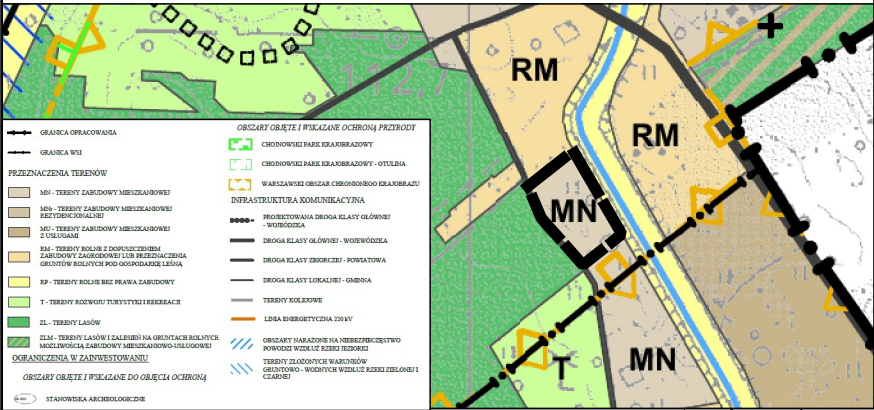 112,7
RM
RM
MN
MN
T
GRANICA OPRACOWANIA
GRANICA WSI
PRZEZNACZENIA TERENÓW
MN - TERENY ZABUDOWY MIESZKANIOWEJ
MNr - TERENY ZABUDOWY MIESZKANIOWEJ
REZYDENCJONALNEJ
MU - TERENY ZABUDOWY MIESZKANIOWEJ
Z USŁUGAMI
RM - TERENY ROLNE Z DOPUSZCZENIEM
ZABUDOWY ZAGRODOWEJ LUB PRZEZNACZENIA
GRUNTÓW ROLNYCH POD GOSPODARKĘ LEŚNĄ
RP - TERENY ROLNE BEZ PRAWA ZABUDOWY
T - TERENY ROZWOJU TURYSTYKI I REKREACJI
ZL - TERENY LASÓW
ZLM - TERENY LASÓW I ZALESIEŃ NA GRUNTACH ROLNYCH
MOŻLIWOŚCIĄ ZABUDOWY MIESZKANIOWO-USŁUGOWEJ
OGRANICZENIA W ZAINWESTOWANIU
OBSZARY OBJĘTE I WSKAZANE DO OBJĘCIA OCHRONĄ
STANOWISKA ARCHEOLOGICZNE
OBSZARY OBJĘTE I WSKAZANE OCHRONĄ PRZYRODY
CHOJNOWSKI PARK KRAJOBRAZOWY
CHOJNOWSKI PARK KRAJOBRAZOWY - OTULINA
WARSZAWSKI OBSZAR CHRONIONEGO KRAJOBRAZU
INFRASTRUKTURA KOMUNIKACYJNA
PROJEKTOWANA DROGA KLASY GŁÓWNEJ
- WOJEWÓDZKA
DROGA KLASY GŁÓWNEJ - WOJEWÓDZKA
DROGA KLASY ZBIORCZEJ - POWIATOWA
DROGA KLASY LOKALNEJ - GMINNA
TERENY KOLEJOWE
LINIA ENERGETYCZNA 220 kV
OBSZARY NARAŻONE NA NIEBEZPIECZEŃSTWO
POWODZI WZDŁUŻ RZEKI JEZIORKI
TERENY ZŁOŻONYCH WARUNKÓW
GRUNTOWO - WODNYCH WZDŁUŻ RZEKI ZIELONEJ I
CZARNEJ